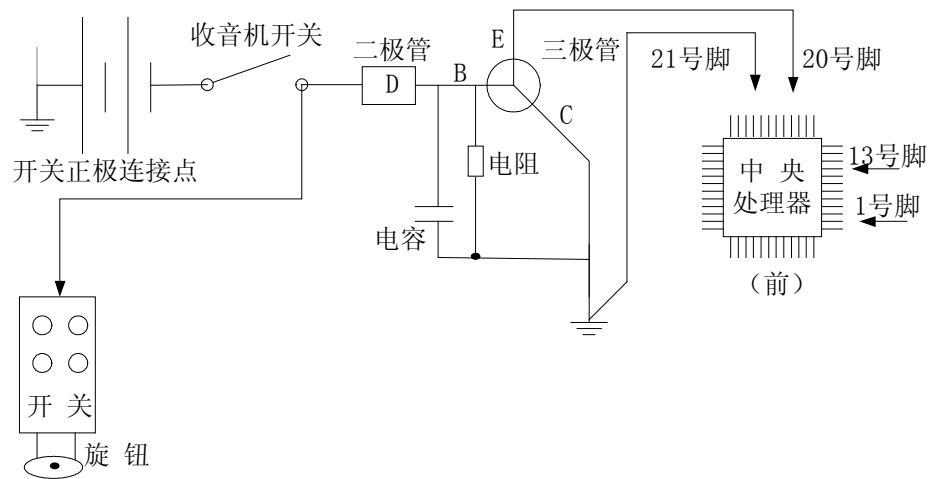 收音机开关
二极管
D
B
E
三极管
C
21号脚
20号脚
开关正极连接点
电阻
电容
中 央
处理器
13号脚
1号脚
（前）
开 关
旋 钮